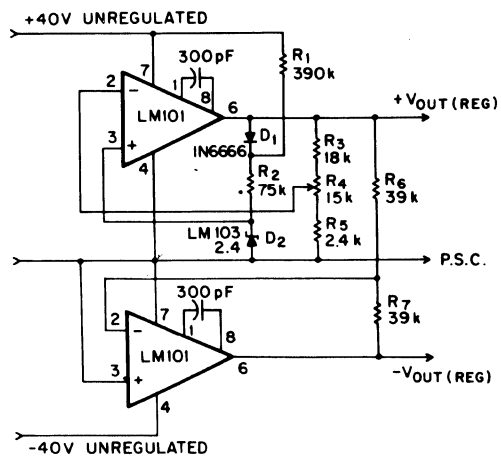 +40V UNREGULATED
300pF
R1
390k
7
1
8
2
-
6
+VOUT(REG)
LM101
3
+
4
D1
1N6666
R2
75k
R3
18k
R4
15k
R5
2.4k
R6
39k
LM103
2.4
D2
P.S.C.
300pF
7
1
8
2
-
R7
39k
LM101
6
3
+
4
-VOUT(REG)
-40V UNREGULATED